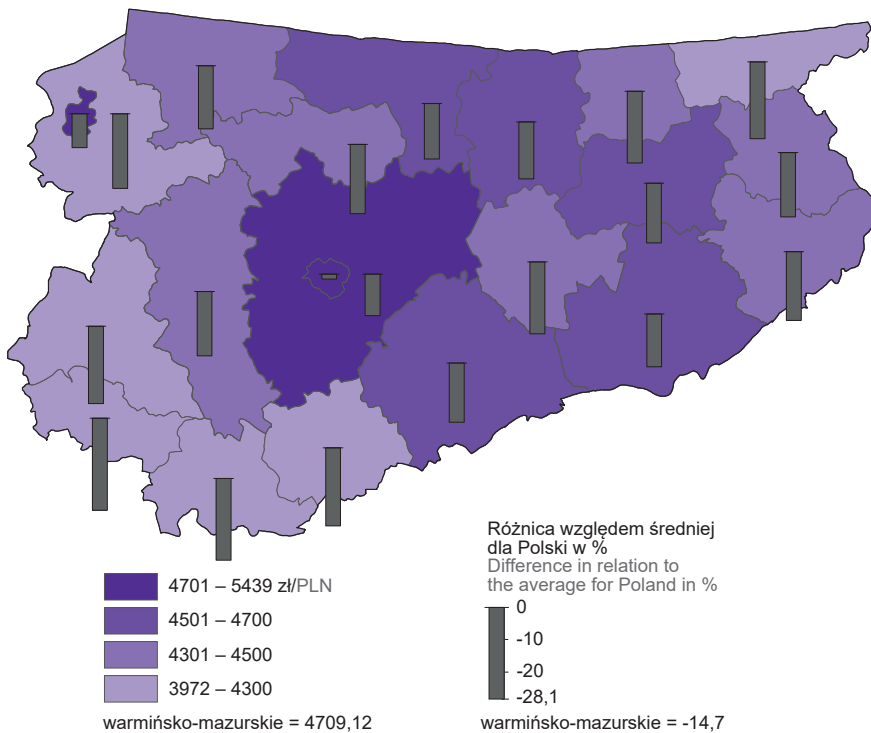 Różnica względem średniej
dla Polski w %
Difference in relation to
the average for Poland in %
4701 – 5439 zł/PLN
4501 – 4700
4301 – 4500
3972 – 4300
warmińsko-mazurskie = 4709,12
0
-10
-20
-28,1
warmińsko-mazurskie = -14,7